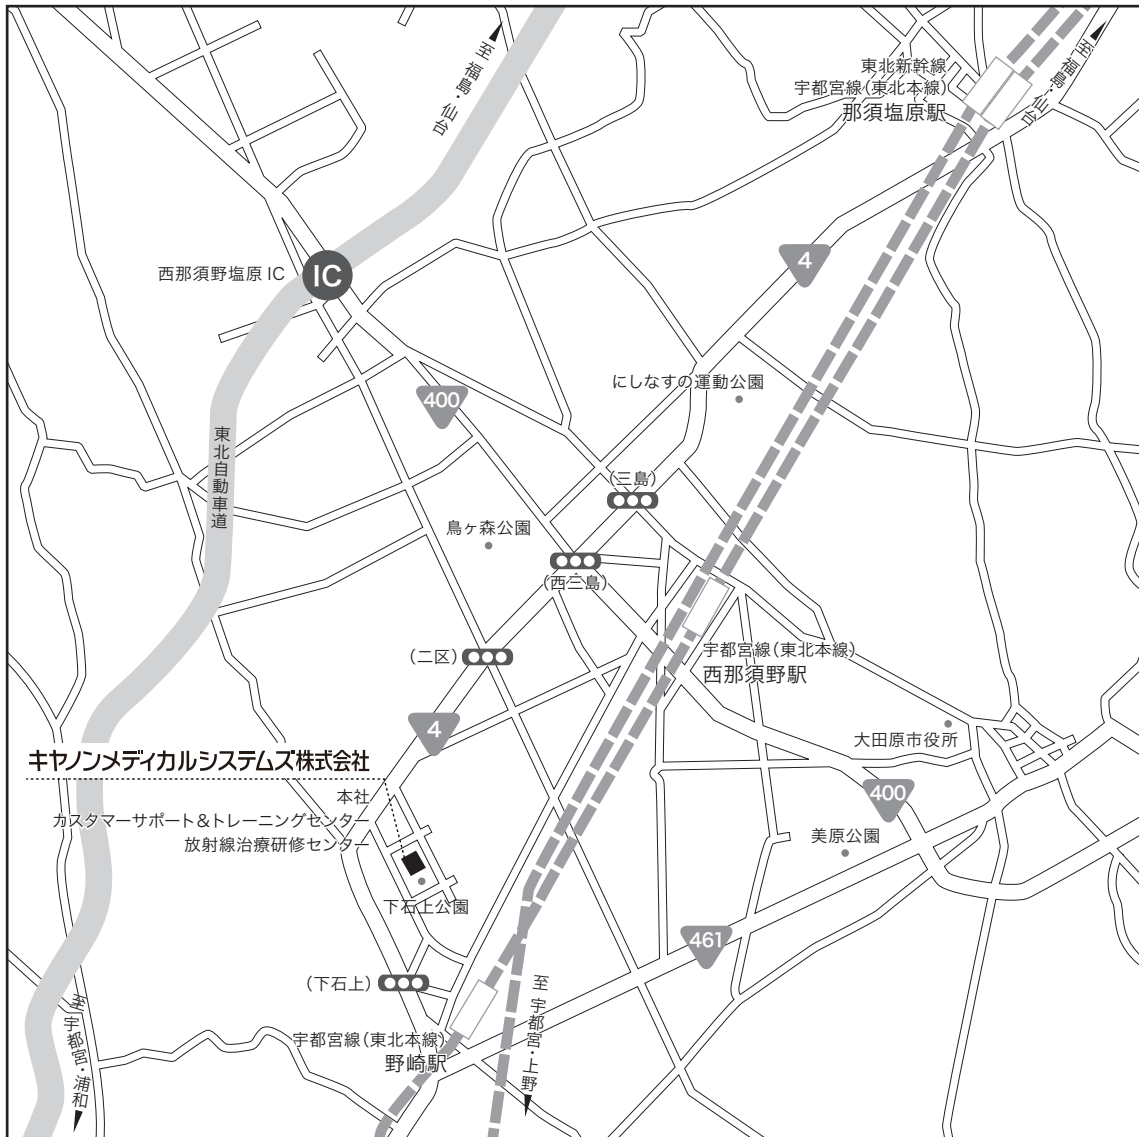 至 福島・仙台
東北新幹線
宇都宮線(東北本線)
那須塩原駅
至 福島・仙台
西那須野塩原 IC
IC
4
にしなすの運動公園
400
東北自動車道
(三島)
烏ヶ森公園
(西三島)
(二区)
宇都宮線(東北本線)
西那須野駅
4
大田原市役所
キヤノンメディカルシステムズ株式会社
本社
カスタマーサポート&トレーニングセンター
放射線治療研修センター
400
美原公園
下石上公園
461
(下石上)
至 宇都宮・上野
至 宇都宮・浦和
宇都宮線(東北本線)
野崎駅